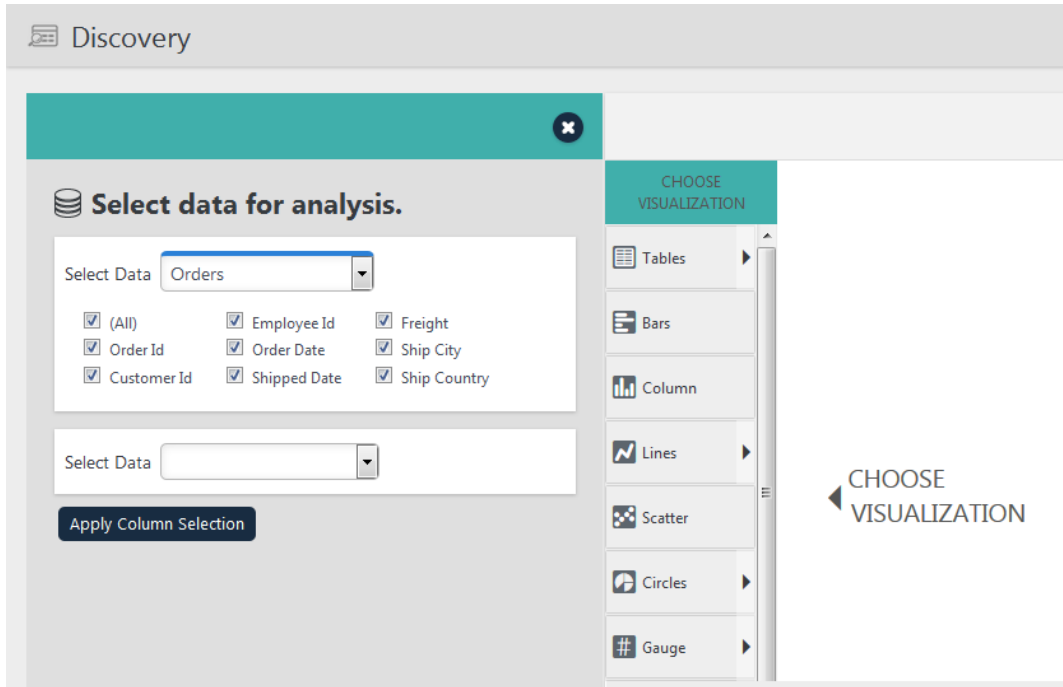 Discovery
Select data for analysis.
Select Data Orders
(All) Employee Id Freight
Order Id Order Date Ship City
Customer Id Shipped Date Ship Country
Select Data
Apply Column Selection
CHOOSE
VISUALIZATION
Tables
Bars
Column
Lines
Scatter
Circles
# Gauge
CHOOSE
VISUALIZATION